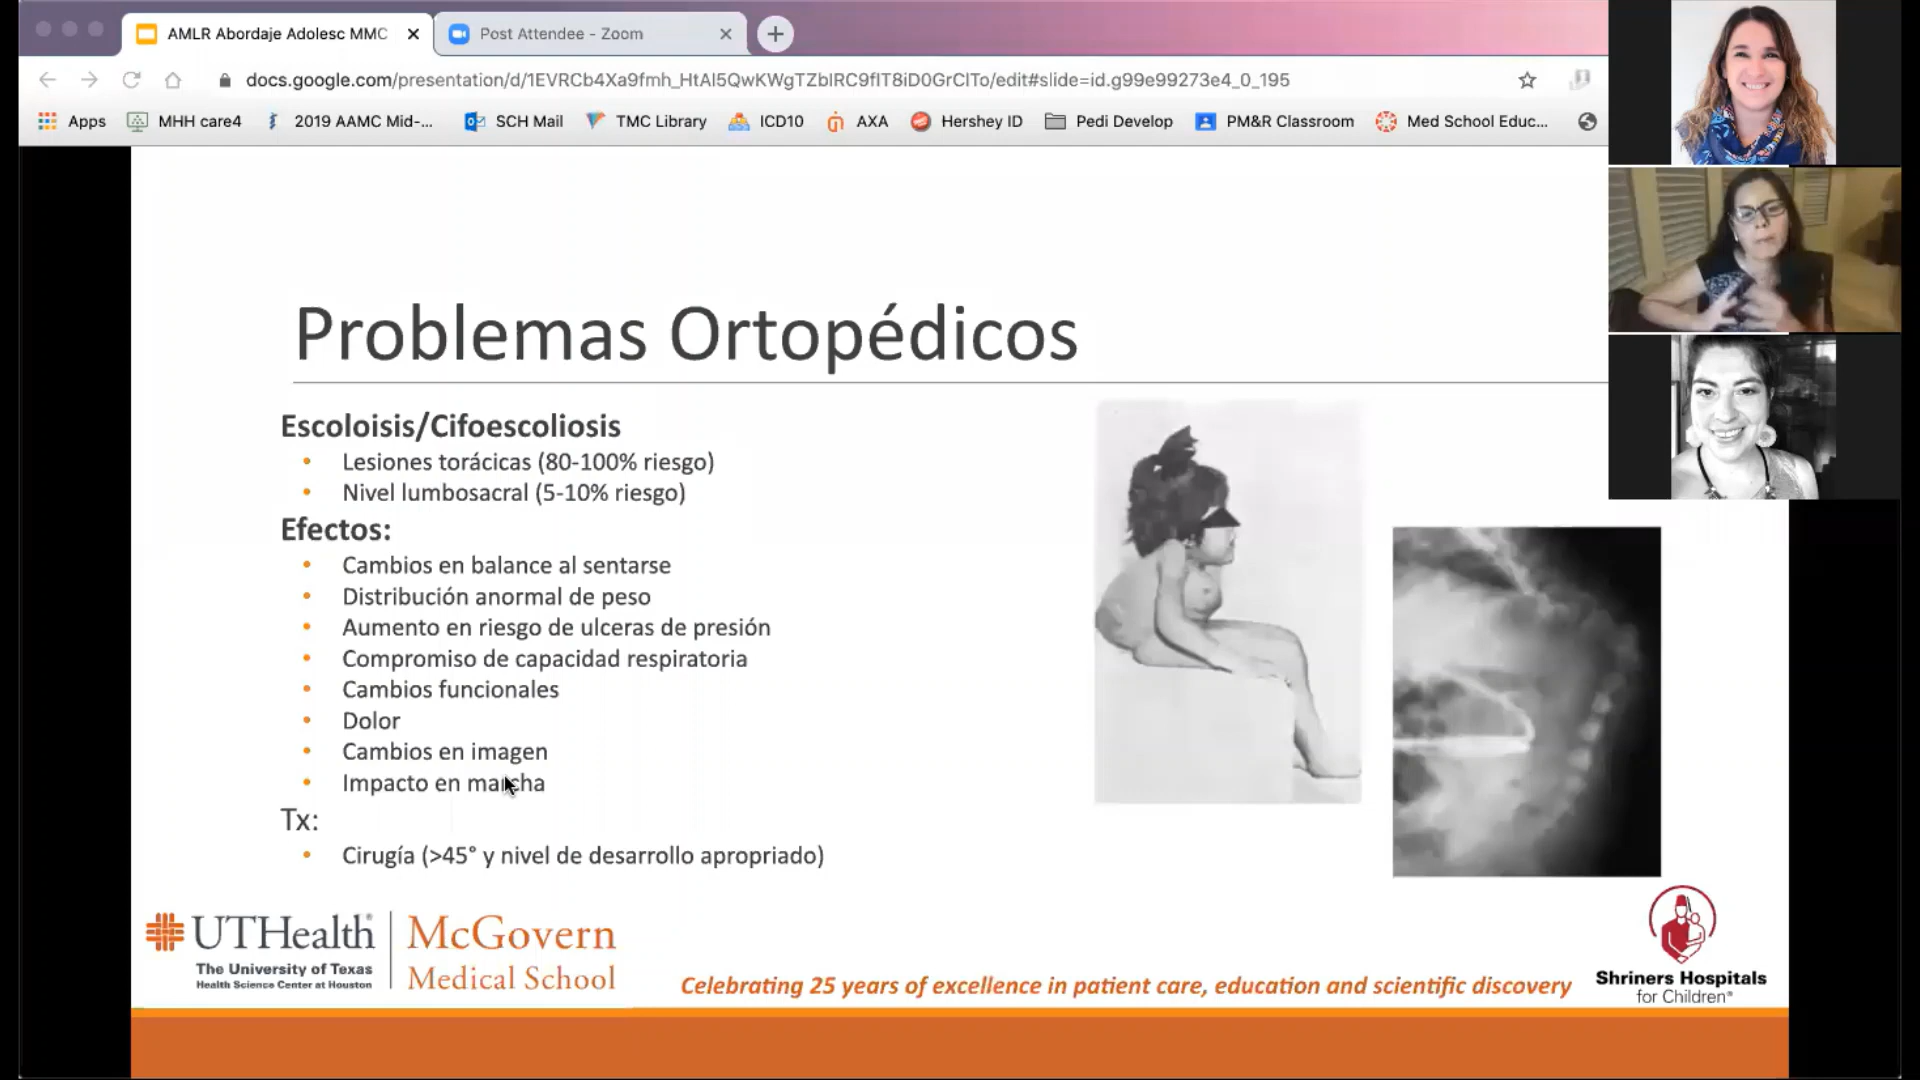 AMLR Abordaje Adolesc MMC
Post Attendee - Zoom
docs.google.com/presentation/d/1EVRCb4Xa9fmh_HtAl5QwKWgTZblRC9flT8iD0GrClTo/edit#slide=id.g99e99273e4_0_195
Apps MHH care4 2019 AAMC Mid-... SCH Mail TMC Library ICD10 AXA Hershey ID Pedi Develop PM&R Classroom Med School Educ...
Problemas Ortopédicos
Escoloisis/Cifoescoliosis
• Lesiones torácicas (80-100% riesgo)
• Nivel lumbosacral (5-10% riesgo)
Efectos:
• Cambios en balance al sentarse
• Distribución anormal de peso
• Aumento en riesgo de ulceras de presión
• Compromiso de capacidad respiratoria
• Cambios funcionales
• Dolor
• Cambios en imagen
• Impacto en marcha
Tx:
• Cirugía (>45° y nivel de desarrollo apropiado)
UTHealth®
The University of Texas
Health Science Center at Houston
McGovern
Medical School
Celebrating 25 years of excellence in patient care, education and scientific discovery
Shriners Hospitals
for Children®